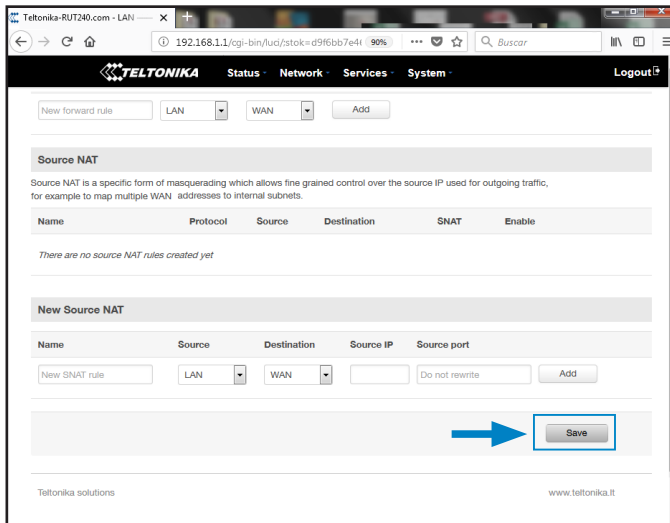 Teltonika-RUT240.com - LAN
192.168.1.1/cgi-bin/luci/;stok=d9f6bb7e4 90% Buscar
TELTONIKA Status Network Services System Logout
New forward rule LAN WAN Add
Source NAT
Source NAT is a specific form of masquerading which allows fine grained control over the source IP used for outgoing traffic,
for example to map multiple WAN addresses to internal subnets.
Name Protocol Source Destination SNAT Enable
There are no source NAT rules created yet
New Source NAT
Name Source Destination Source IP Source port
New SNAT rule LAN WAN Do not rewrite Add
Save
Teltonika solutions www.teltonika.lt